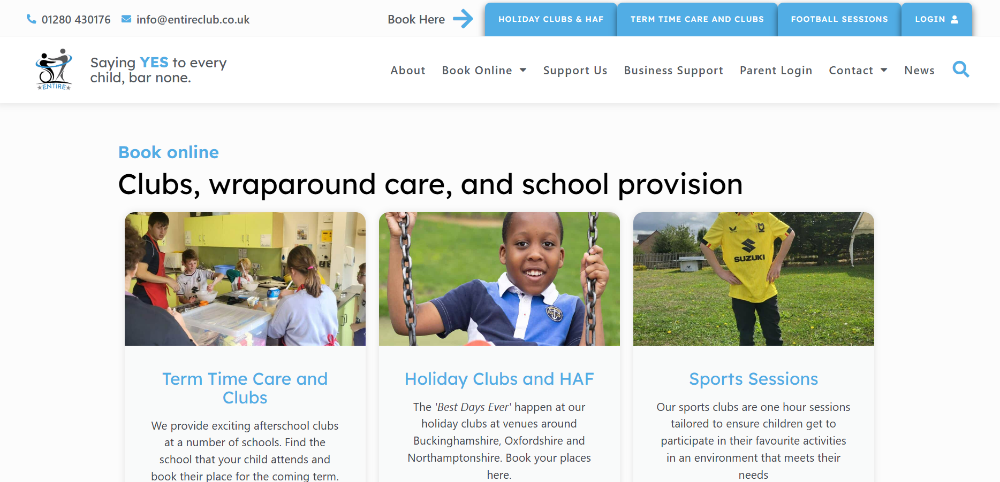 01280 430176 info@entireclub.co.uk Book Here HOLIDAY CLUBS & HAF TERM TIME CARE AND CLUBS FOOTBALL SESSIONS LOGIN
ENTIRE
Saying YES to every
child, bar none.
About Book Online Support Us Business Support Parent Login Contact News
Book online
Clubs, wraparound care, and school provision
SUZUKI
Term Time Care and
Clubs
We provide exciting afterschool clubs
at a number of schools. Find the
school that your child attends and
book their place for the coming term.
Holiday Clubs and HAF
The 'Best Days Ever' happen at our
holiday clubs at venues around
Buckinghamshire, Oxfordshire and
Northamptonshire. Book your places
here.
Sports Sessions
Our sports clubs are one hour sessions
tailored to ensure children get to
participate in their favourite activities
in an environment that meets their
needs